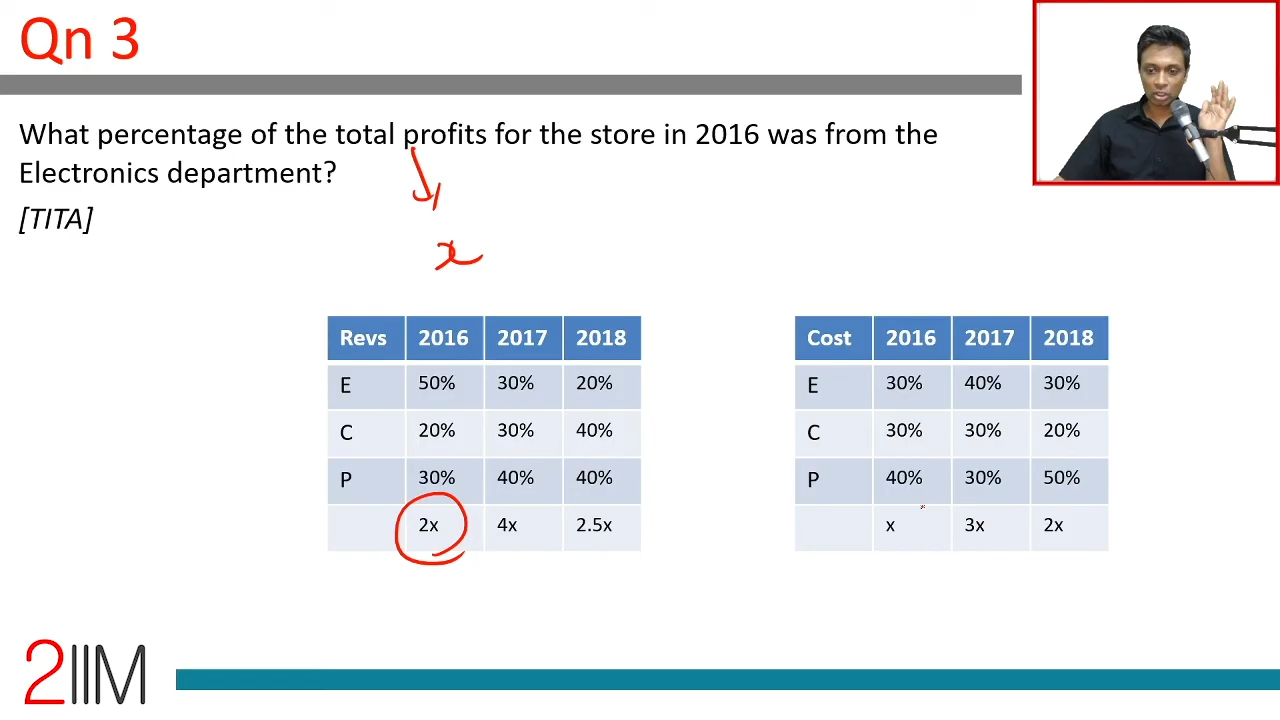 Qn 3
What percentage of the total profits for the store in 2016 was from the
Electronics department?
[TITA]
x
Revs 2016 2017 2018
E 50% 30% 20%
C 20% 30% 40%
P 30% 40% 40%
2x 4x 2.5x
Cost 2016 2017 2018
E 30% 40% 30%
C 30% 30% 20%
P 40% 30% 50%
x 3x 2x
2IIM